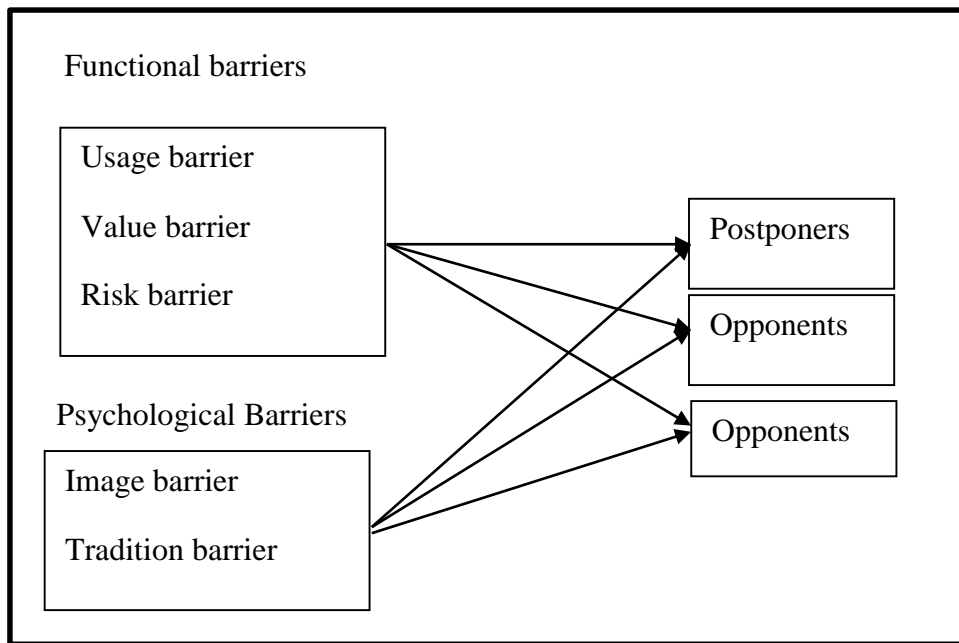 Functional barriers
Usage barrier
Value barrier
Risk barrier
Psychological Barriers
Image barrier
Tradition barrier
Postponers
Opponents
Opponents